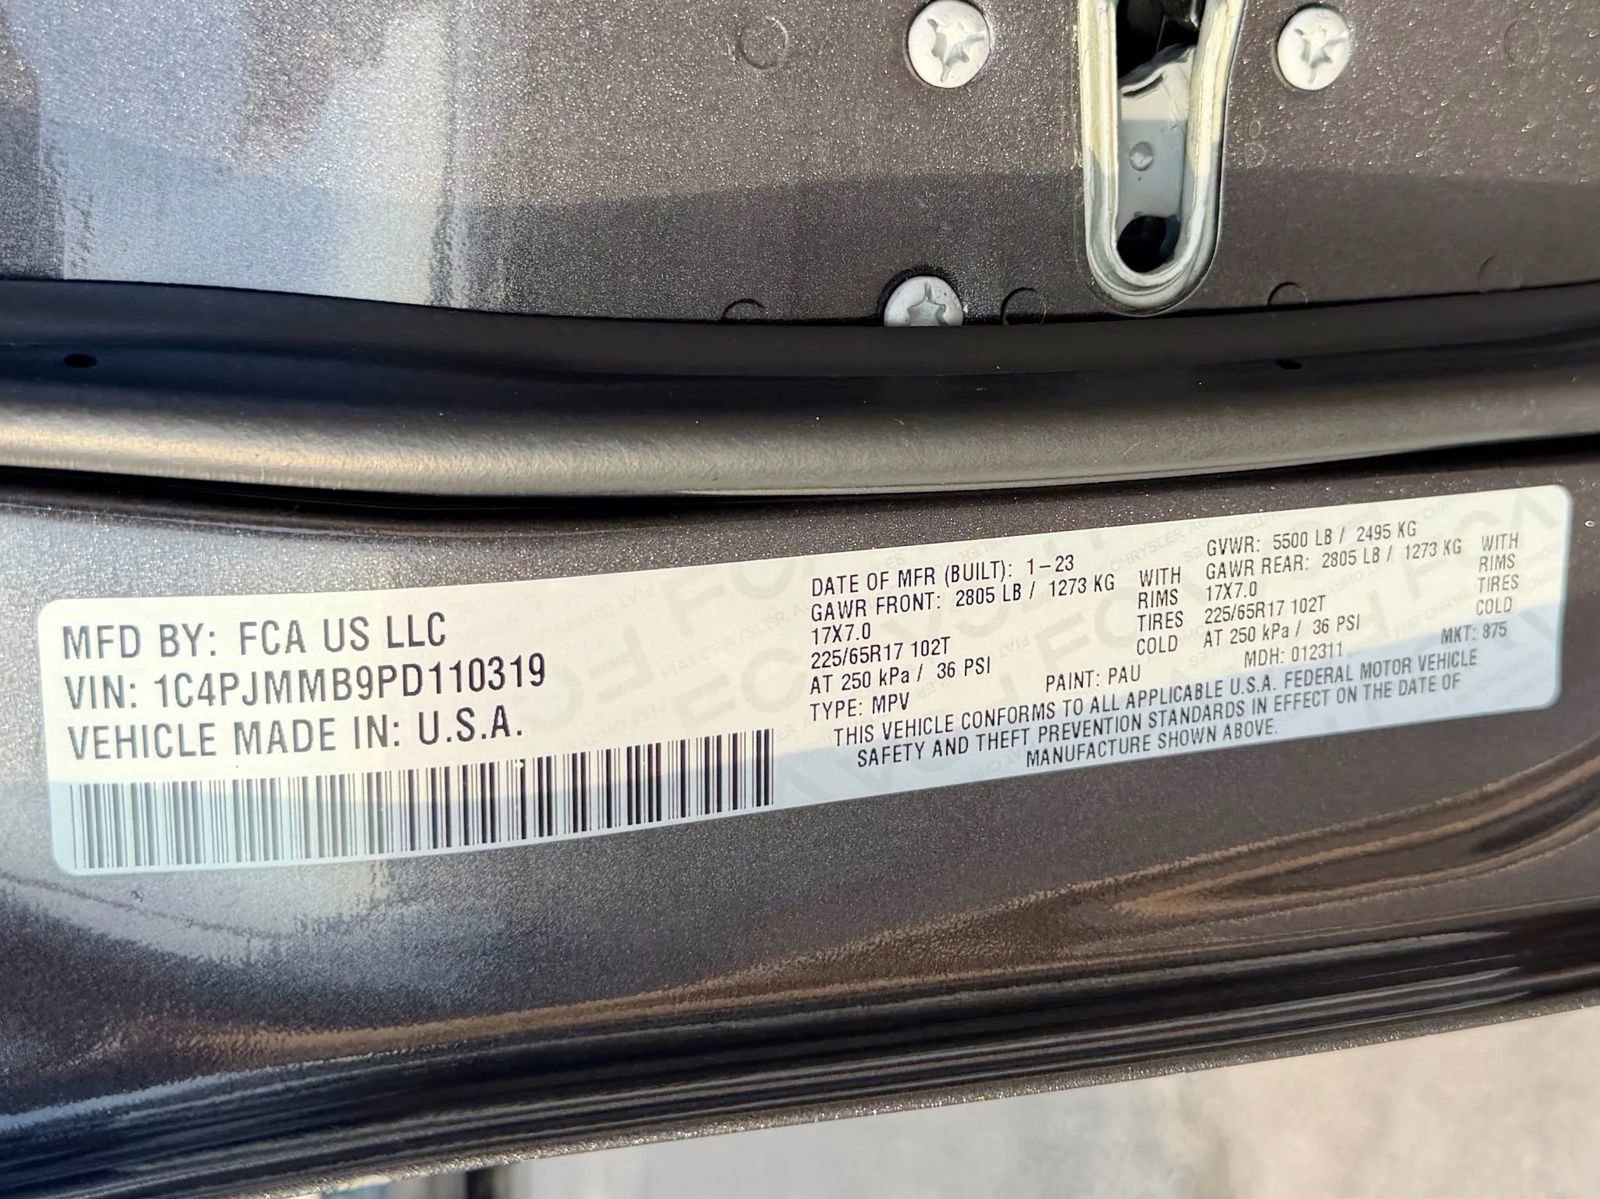 MFD BY: FCA US LLC
VIN: 1C4PJMMB9PD110319
VEHICLE MADE IN: U.S.A.
DATE OF MFR (BUILT): 1-23
GAWR FRONT: 2805 LB / 1273 KG WITH
17X7.0 RIMS
225/65R17 102T TIRES
AT 250 kPa / 36 PSI COLD
TYPE: MPV
PAINT: PAU
GVWR: 5500 LB / 2495 KG
GAWR REAR: 2805 LB / 1273 KG WITH
17X7.0 RIMS
225/65R17 102T TIRES
AT 250 kPa / 36 PSI COLD
MDH: 012311
MKT: 875
THIS VEHICLE CONFORMS TO ALL APPLICABLE U.S.A. FEDERAL MOTOR VEHICLE
SAFETY AND THEFT PREVENTION STANDARDS IN EFFECT ON THE DATE OF
MANUFACTURE SHOWN ABOVE.